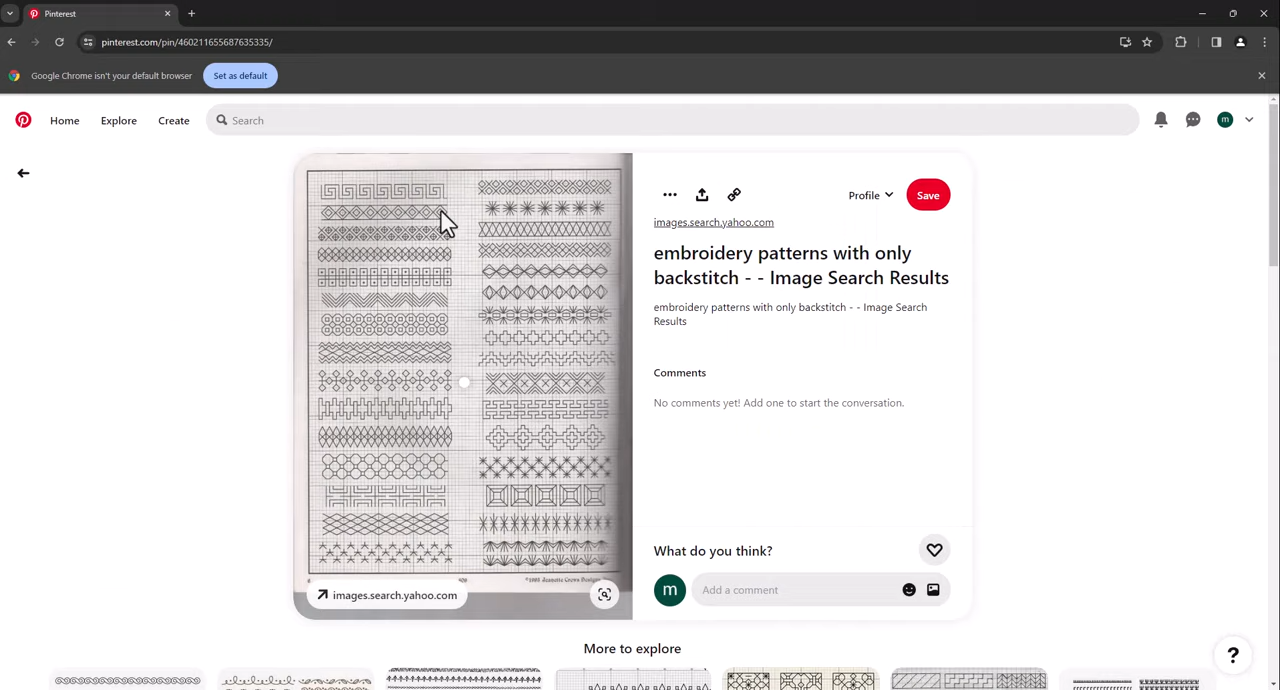 Pinterest
pinterest.com/pin/460211655687635335/
Google Chrome isn't your default browser
Set as default
Home
Explore
Create
Search
m
Profile
Save
images.search.yahoo.com
embroidery patterns with only
backstitch - - Image Search Results
embroidery patterns with only backstitch - - Image Search
Results
Comments
No comments yet! Add one to start the conversation.
What do you think?
m
Add a comment
images.search.yahoo.com
More to explore
?